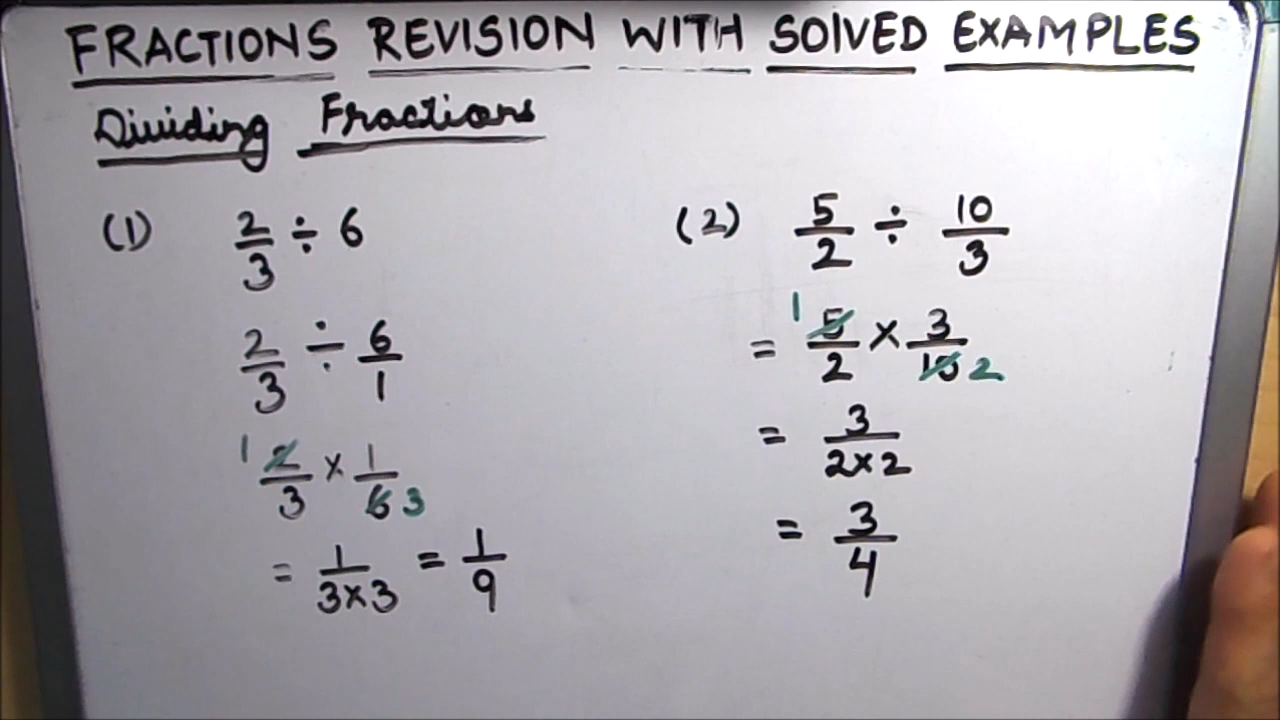 FRACTIONS REVISION WITH SOLVED EXAMPLES
Dividing Fractions
(1) 2/3 ÷ 6
2/3 ÷ 6/1
1 2/3 × 1/6 3
= 1/3×3 = 1/9
(2) 5/2 ÷ 10/3
= 1 5/2 × 3/10 2
= 3/2×2
= 3/4